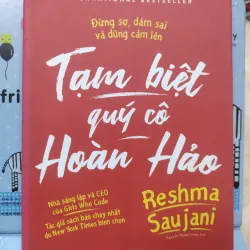 INTERNATIONAL BESTSELLER
Đừng sợ, dám sai
và dũng cảm lên
Tạm biệt
quý cô
Hoàn Hảo
Nhà sáng lập và CEO
của Girls Who Code
Tác giả sách bán chạy nhất
do New York Times bình chọn
Reshma
Saujani
fri